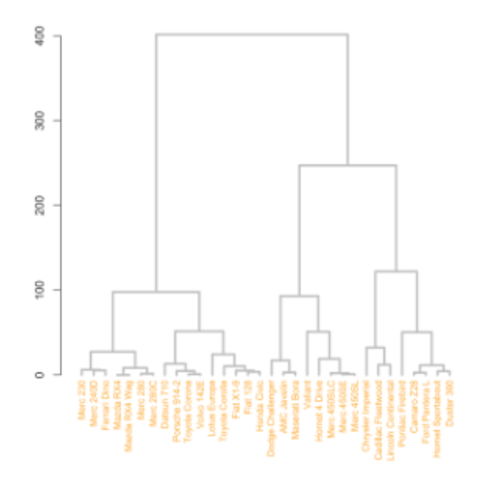 400
300
200
100
0
Merc 230
Merc 240D
Ferrari Dino
Mazda RX4
Mazda RX4 Wag
Merc 280
Merc 280C
Datsun 710
Porsche 914-2
Toyota Corona
Volvo 142E
Lotus Europa
Toyota Corolla
Fiat X1-9
Fiat 128
Honda Civic
Dodge Challenger
AMC Javelin
Maserati Bora
Valiant
Hornet 4 Drive
Merc 450SLC
Merc 450SE
Merc 450SL
Chrysler Imperial
Cadillac Fleetwood
Lincoln Continental
Pontiac Firebird
Camaro Z28
Ford Pantera L
Hornet Sportabout
Duster 360